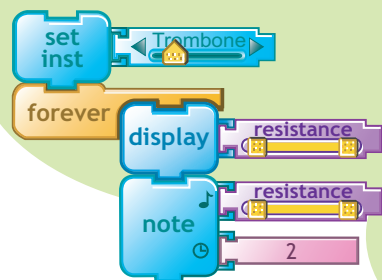 set
inst
Trombone
forever
display
resistance
resistance
note
2